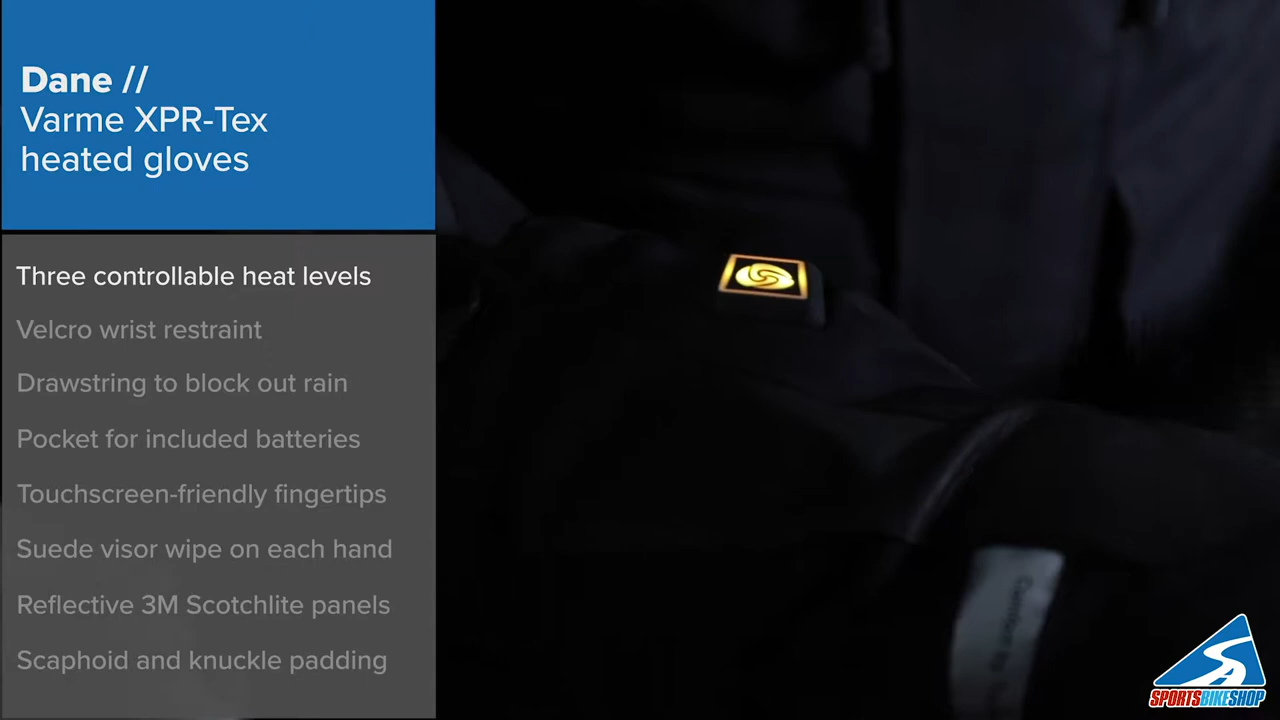 Dane //
Varme XPR-Tex
heated gloves
Three controllable heat levels
Velcro wrist restraint
Drawstring to block out rain
Pocket for included batteries
Touchscreen-friendly fingertips
Suede visor wipe on each hand
Reflective 3M Scotchlite panels
Scaphoid and knuckle padding
SPORTSBIKESHOP